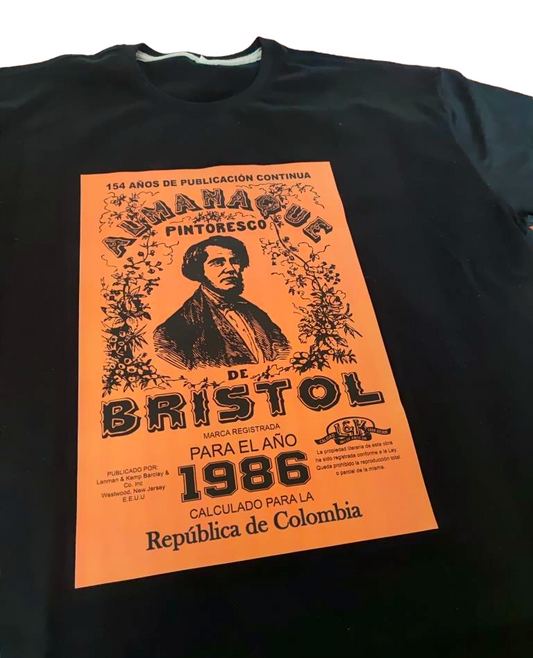 154 AÑOS DE PUBLICACIÓN CONTINUA
ALMANAQUE
PINTORESCO
DE
BRISTOL
MARCA REGISTRADA
PARA EL AÑO
1986
CALCULADO PARA LA
República de Colombia
PUBLICADO POR:
Lanman & Kemp Barcley &
Co. Inc
Westwood, New Jersey
E.E.U.U
L&K
La propiedad literaria de esta obra
ha sido registrada conforme a la Ley.
Queda prohibida la reproducción total
o parcial de la misma.